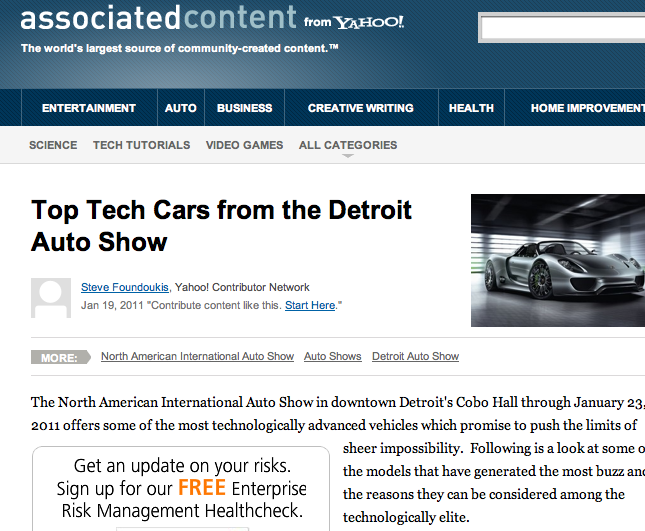 associatedcontent from YAHOO!
The world's largest source of community-created content.™
ENTERTAINMENT AUTO BUSINESS CREATIVE WRITING HEALTH HOME IMPROVEMENT
SCIENCE TECH TUTORIALS VIDEO GAMES ALL CATEGORIES
Top Tech Cars from the Detroit
Auto Show
Steve Foundoukis, Yahoo! Contributor Network
Jan 19, 2011 "Contribute content like this. Start Here."
MORE: North American International Auto Show Auto Shows Detroit Auto Show
The North American International Auto Show in downtown Detroit's Cobo Hall through January 23,
2011 offers some of the most technologically advanced vehicles which promise to push the limits of
sheer impossibility. Following is a look at some o
the models that have generated the most buzz and
the reasons they can be considered among the
technologically elite.
Get an update on your risks.
Sign up for our FREE Enterprise
Risk Management Healthcheck.